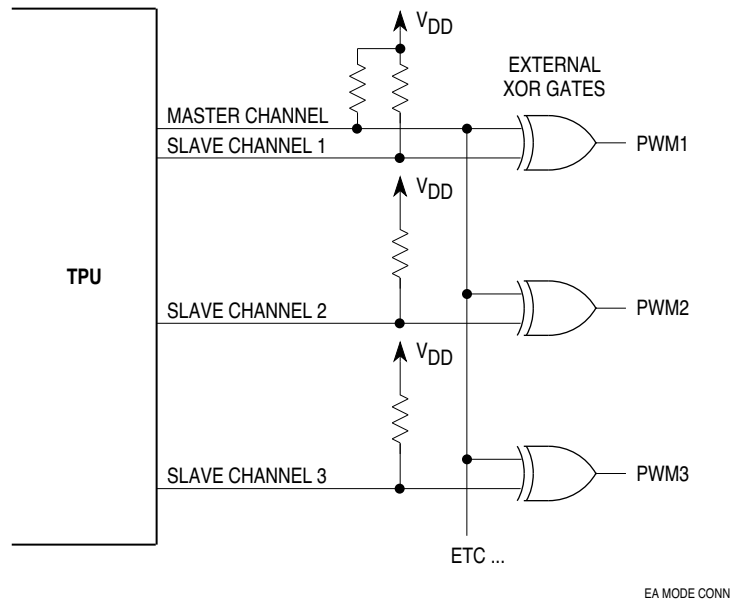 VDD
EXTERNAL
XOR GATES
MASTER CHANNEL
SLAVE CHANNEL 1
PWM1
VDD
TPU
SLAVE CHANNEL 2
PWM2
VDD
SLAVE CHANNEL 3
PWM3
ETC ...
EA MODE CONN